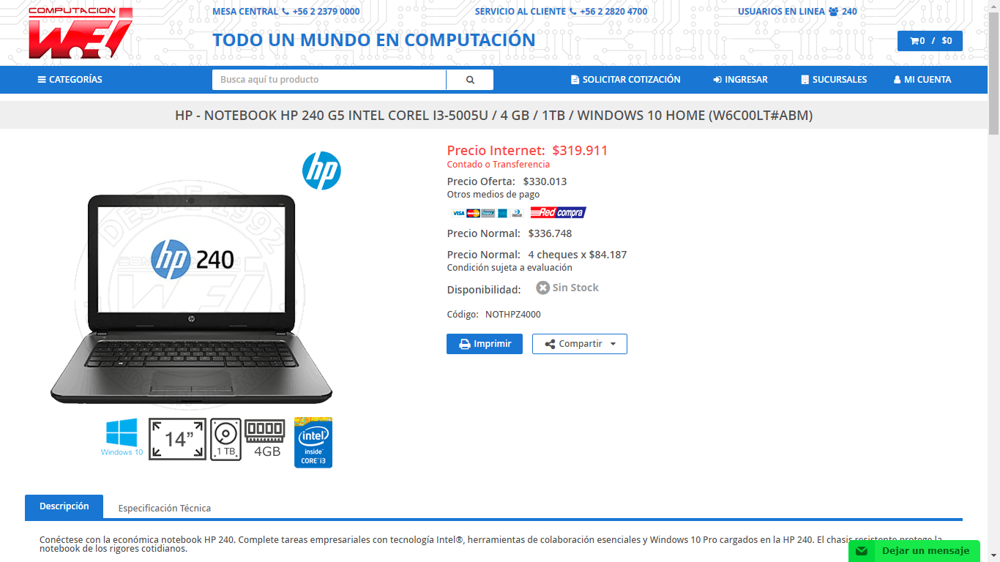 COMPUTACION
WEI
MESA CENTRAL +56 2 2379 0000
SERVICIO AL CLIENTE +56 2 2820 4700
USUARIOS EN LINEA 240
TODO UN MUNDO EN COMPUTACIÓN
0 / $0
CATEGORÍAS
Busca aquí tu producto
SOLICITAR COTIZACIÓN
INGRESAR
SUCURSALES
MI CUENTA
HP - NOTEBOOK HP 240 G5 INTEL COREL I3-5005U / 4 GB / 1TB / WINDOWS 10 HOME (W6C00LT#ABM)
hp
DESDE 1992
COMPUTACION
WEI
hp 240
hp
Windows 10
14”
1 TB
4GB
intel
inside
CORE i3
Precio Internet: $319.911
Contado o Transferencia
Precio Oferta: $330.013
Otros medios de pago
VISA
Red compra
Precio Normal: $336.748
Precio Normal: 4 cheques x $84.187
Condición sujeta a evaluación
Disponibilidad: Sin Stock
Código: NOTHPZ4000
Imprimir
Compartir
Descripción
Especificación Técnica
Conéctese con la económica notebook HP 240. Complete tareas empresariales con tecnología Intel®, herramientas de colaboración esenciales y Windows 10 Pro cargados en la HP 240. El chasis resistente protege la
notebook de los rigores cotidianos.
Dejar un mensaje